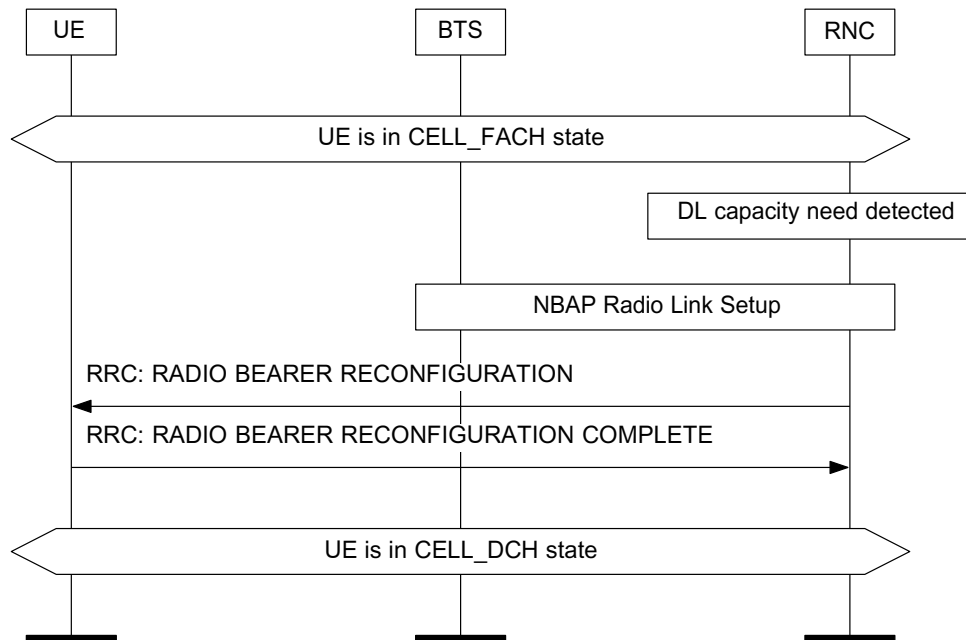 UE
BTS
RNC
UE is in CELL_FACH state
DL capacity need detected
NBAP Radio Link Setup
RRC: RADIO BEARER RECONFIGURATION
RRC: RADIO BEARER RECONFIGURATION COMPLETE
UE is in CELL_DCH state